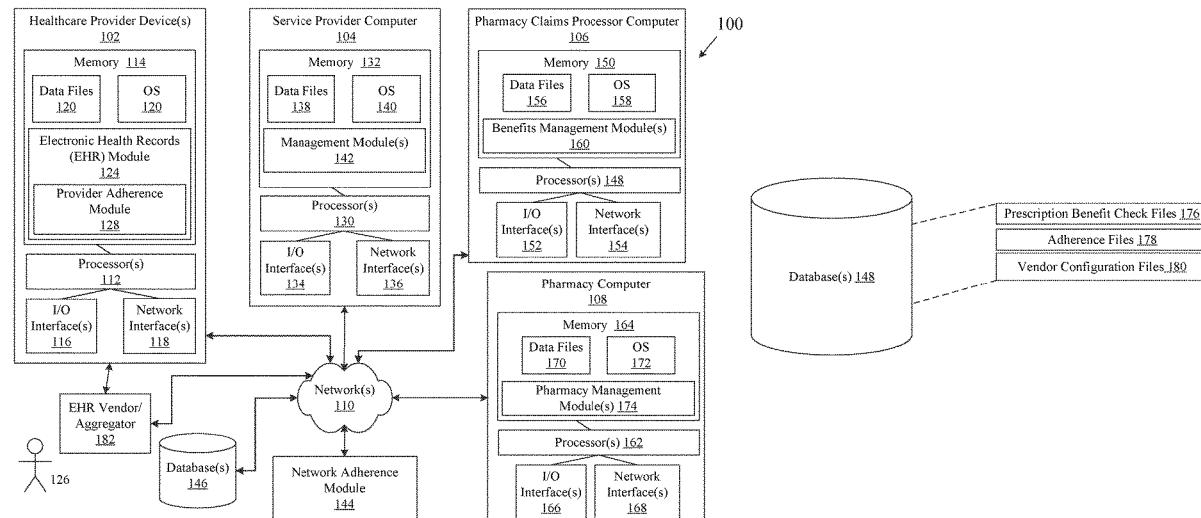 Healthcare Provider Device(s)
102
Memory 114
Data Files
120
OS
120
Electronic Health Records
(EHR) Module
124
Provider Adherence
Module
128
Processor(s)
112
I/O
Interface(s)
116
Network
Interface(s)
118
EHR Vendor/
Aggregator
182
126
Service Provider Computer
104
Memory 132
Data Files
138
OS
140
Management Module(s)
142
Processor(s)
130
I/O
Interface(s)
134
Network
Interface(s)
136
Network(s)
110
Database(s)
146
Network Adherence
Module
144
Pharmacy Claims Processor Computer
106
Memory 150
Data Files
156
OS
158
Benefits Management Module(s)
160
Processor(s) 148
I/O
Interface(s)
152
Network
Interface(s)
154
100
Pharmacy Computer
108
Memory 164
Data Files
170
OS
172
Pharmacy Management
Module(s) 174
Processor(s) 162
I/O
Interface(s)
166
Network
Interface(s)
168
Database(s) 148
Prescription Benefit Check Files 176
Adherence Files 178
Vendor Configuration Files 180